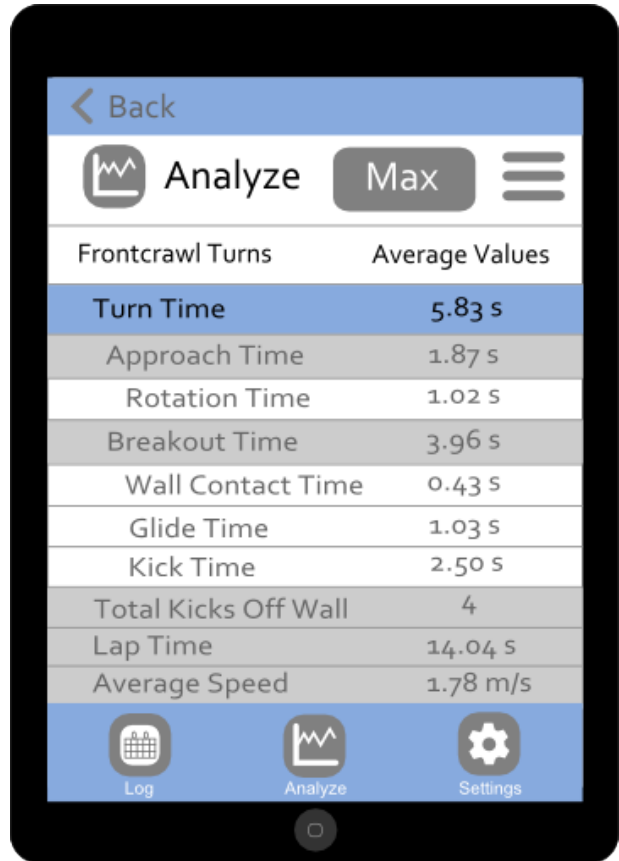 Back
Analyze Max
Frontcrawl Turns Average Values
Turn Time 5.83 s
Approach Time 1.87 s
Rotation Time 1.02 s
Breakout Time 3.96 s
Wall Contact Time 0.43 s
Glide Time 1.03 s
Kick Time 2.50 s
Total Kicks Off Wall 4
Lap Time 14.04 s
Average Speed 1.78 m/s
Log Analyze Settings